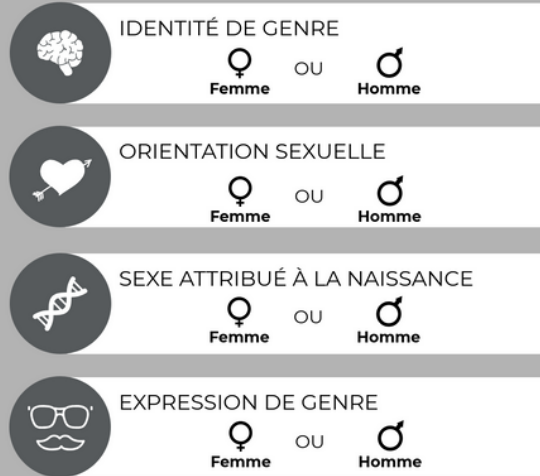 IDENTITÉ DE GENRE
OU
Femme Homme
ORIENTATION SEXUELLE
OU
Femme Homme
SEXE ATTRIBUÉ À LA NAISSANCE
OU
Femme Homme
EXPRESSION DE GENRE
OU
Femme Homme